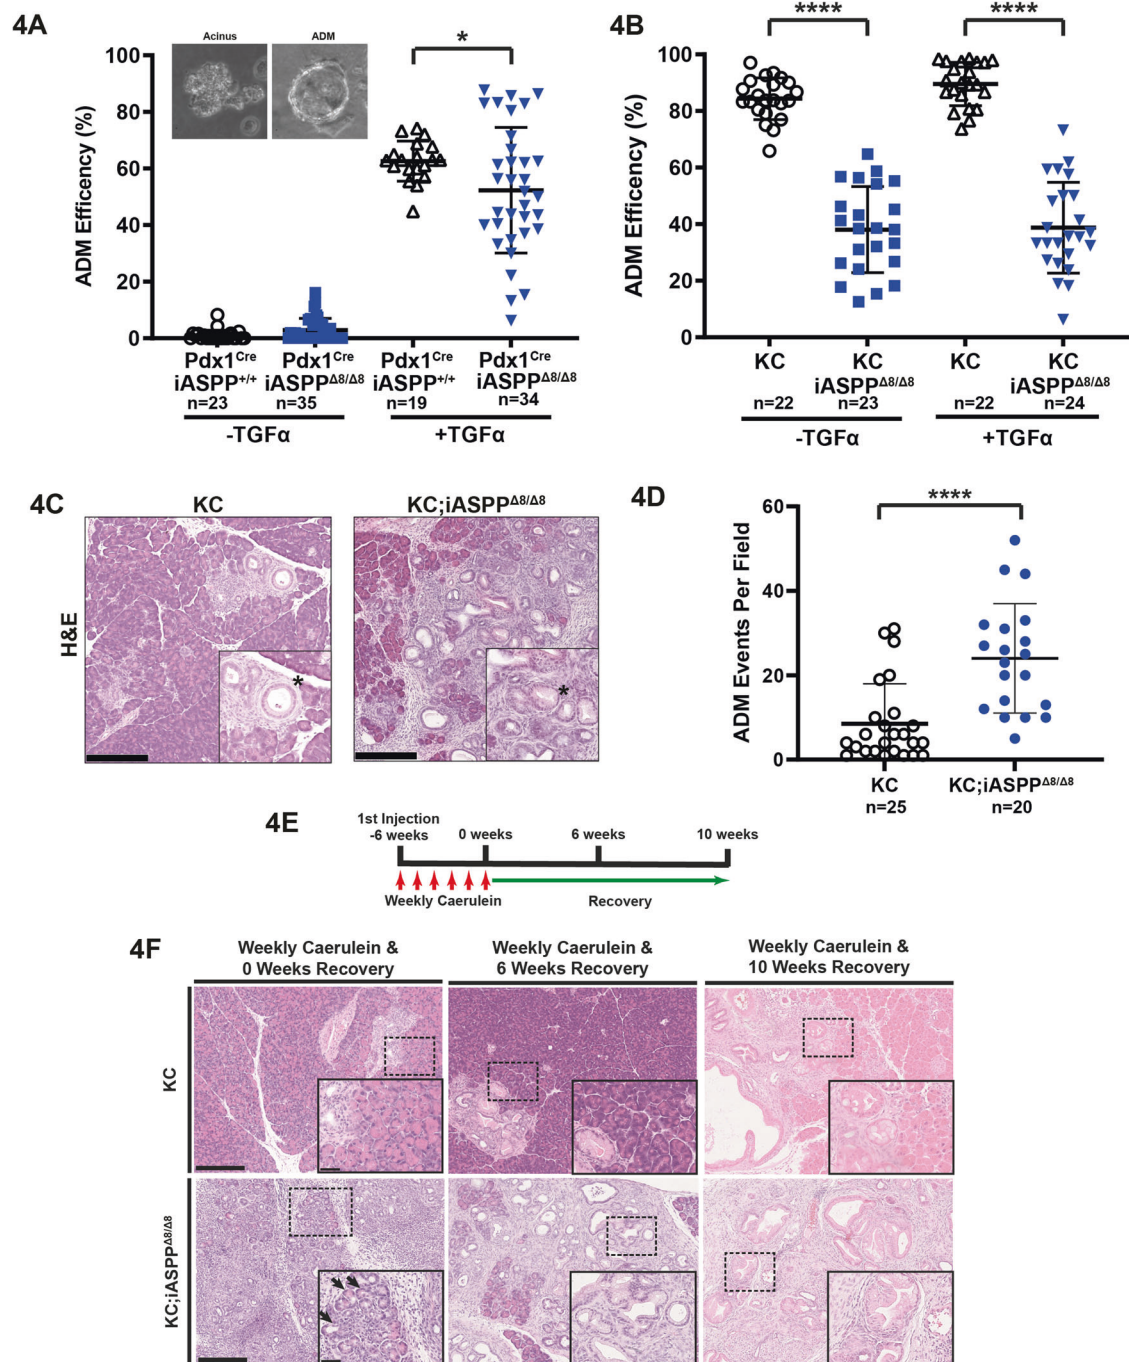 4A
Acinus
ADM
*
ADM Efficency (%)
100
80
60
40
20
0
Pdx1Cre
iASPP+/+
n=23
Pdx1Cre
iASPPΔ8/Δ8
n=35
Pdx1Cre
iASPP+/+
n=19
Pdx1Cre
iASPPΔ8/Δ8
n=34
-TGFα
+TGFα
4B
****
****
ADM Efficency (%)
100
80
60
40
20
0
KC
n=22
KC
iASPPΔ8/Δ8
n=23
KC
n=22
KC
iASPPΔ8/Δ8
n=24
-TGFα
+TGFα
4C
KC
KC;iASPPΔ8/Δ8
H&E
*
*
4D
****
ADM Events Per Field
60
40
20
0
KC
n=25
KC;iASPPΔ8/Δ8
n=20
4E
1st Injection
-6 weeks
0 weeks
6 weeks
10 weeks
Weekly Caerulein
Recovery
4F
Weekly Caerulein &
0 Weeks Recovery
Weekly Caerulein &
6 Weeks Recovery
Weekly Caerulein &
10 Weeks Recovery
KC
KC;iASPPΔ8/Δ8